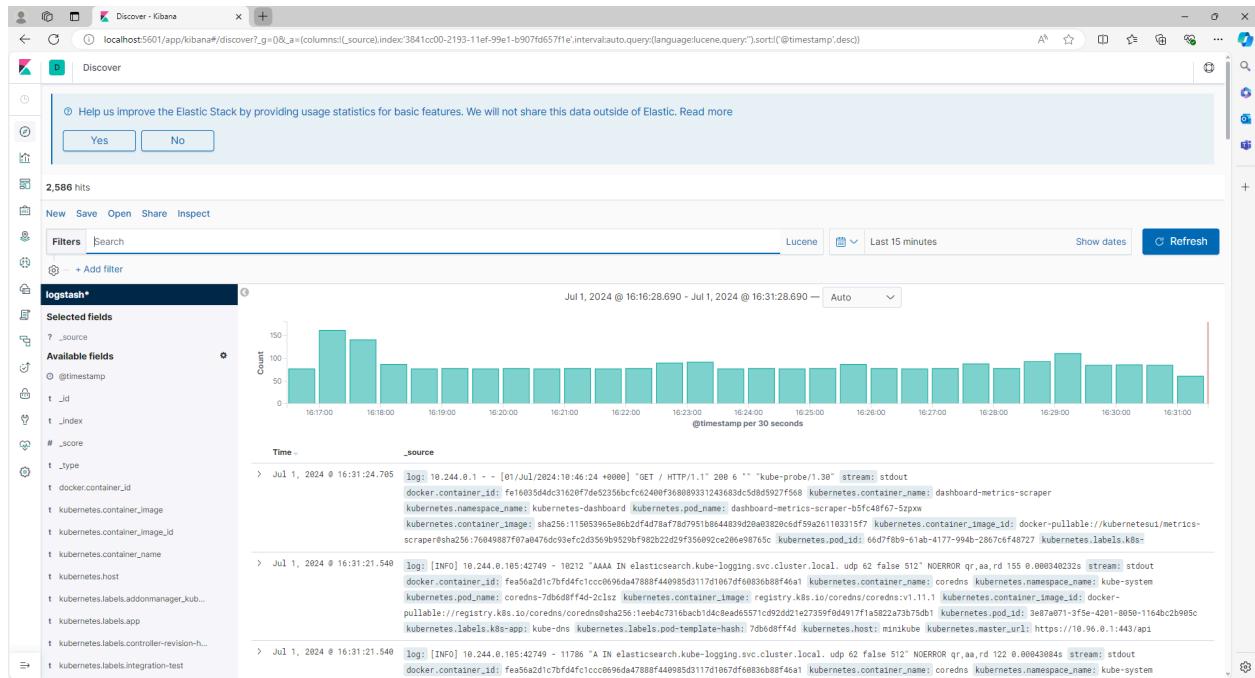 Discover - Kibana
localhost:5601/app/kibana#/discover?_g=()&_a=(columns:!(_source),index:'3841cc00-2193-11ef-99e1-b907fd657f1e',interval:auto,query:(language:lucene,query:''),sort:!('@timestamp',desc))
D Discover
Help us improve the Elastic Stack by providing usage statistics for basic features. We will not share this data outside of Elastic. Read more
Yes No
2,586 hits
New Save Open Share Inspect
Filters Search Lucene Last 15 minutes Show dates Refresh
+ Add filter
logstash*
Selected fields
? _source
Available fields
@timestamp
t _id
t _index
# _score
t _type
t docker.container_id
t kubernetes.container_image
t kubernetes.container_image_id
t kubernetes.container_name
t kubernetes.host
t kubernetes.labels.addonmanager_kub...
t kubernetes.labels.app
t kubernetes.labels.controller-revision-h...
t kubernetes.labels.integration-test
Jul 1, 2024 @ 16:16:28.690 - Jul 1, 2024 @ 16:31:28.690 — Auto
Count
150
100
50
0
16:17:00 16:18:00 16:19:00 16:20:00 16:21:00 16:22:00 16:23:00 16:24:00 16:25:00 16:26:00 16:27:00 16:28:00 16:29:00 16:30:00 16:31:00
@timestamp per 30 seconds
Time _source
Jul 1, 2024 @ 16:31:24.705 log: 10.244.0.1 - - [01/Jul/2024:10:46:24 +0000] "GET / HTTP/1.1" 200 6 "" "kube-probe/1.30" stream: stdout
docker.container_id: fe16035d4dc31620f7de52356bcfc62400f368089331243683dc5d8d5927f568 kubernetes.container_name: dashboard-metrics-scraper
kubernetes.namespace_name: kubernetes-dashboard kubernetes.pod_name: dashboard-metrics-scraper-b5fc48f67-5zpxw
kubernetes.container_image: sha256:115053965e86b2df4d78af78d7951b8644839d20a03820c6df59a261103315f7 kubernetes.container_image_id: docker-pullable://kubernetesui/metrics-
scraper@sha256:76049887f07a0476dc93efc2d3569b9529bf982b22d29f356092ce206e98765c kubernetes.pod_id: 66d7f8b9-61ab-4177-994b-2867c6f48727 kubernetes.labels.k8s-
Jul 1, 2024 @ 16:31:21.540 log: [INFO] 10.244.0.105:42749 - 10212 "AAAA IN elasticsearch.kube-logging.svc.cluster.local. udp 62 false 512" NOERROR qr,aa,rd 155 0.000340232s stream: stdout
docker.container_id: fea56a2d1c7bfd4fc1ccc0696da47888f440985d3117d1067df60836b88f46a1 kubernetes.container_name: coredns kubernetes.namespace_name: kube-system
kubernetes.pod_name: coredns-7db6d8ff4d-2clsz kubernetes.container_image: registry.k8s.io/coredns/coredns:v1.11.1 kubernetes.container_image_id: docker-
pullable://registry.k8s.io/coredns/coredns@sha256:1eeb4c7316bacb1d4c8ead65571cd92dd21e27359f0d4917f1a5822a73b75db1 kubernetes.pod_id: 3e87a071-3f5e-4201-8050-1164bc2b905c
kubernetes.labels.k8s-app: kube-dns kubernetes.labels.pod-template-hash: 7db6d8ff4d kubernetes.host: minikube kubernetes.master_url: https://10.96.0.1:443/api
Jul 1, 2024 @ 16:31:21.540 log: [INFO] 10.244.0.105:42749 - 11786 "A IN elasticsearch.kube-logging.svc.cluster.local. udp 62 false 512" NOERROR qr,aa,rd 122 0.00043084s stream: stdout
docker.container_id: fea56a2d1c7bfd4fc1ccc0696da47888f440985d3117d1067df60836b88f46a1 kubernetes.container_name: coredns kubernetes.namespace_name: kube-system